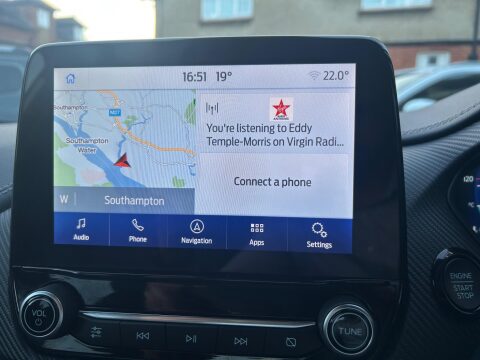 16:51 19° 22.0°
Southampton
M27
Southampton
Water
You're listening to Eddy
Temple-Morris on Virgin Radi...
Connect a phone
W Southampton
Audio Phone Navigation Apps Settings
VOL
TUNE
120
ENGINE
START
STOP